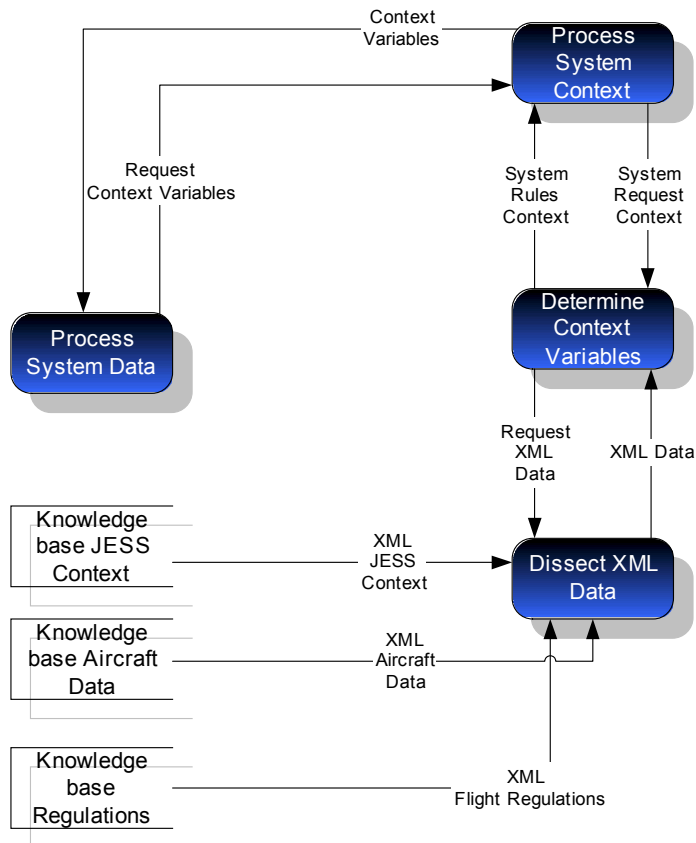 Context
Variables
Process
System
Context
Request
Context Variables
System
Rules
Context
System
Request
Context
Process
System Data
Determine
Context
Variables
Request
XML
Data
XML Data
Knowledge
base JESS
Context
XML
JESS
Context
Dissect XML
Data
Knowledge
base Aircraft
Data
XML
Aircraft
Data
Knowledge
base
Regulations
XML
Flight Regulations